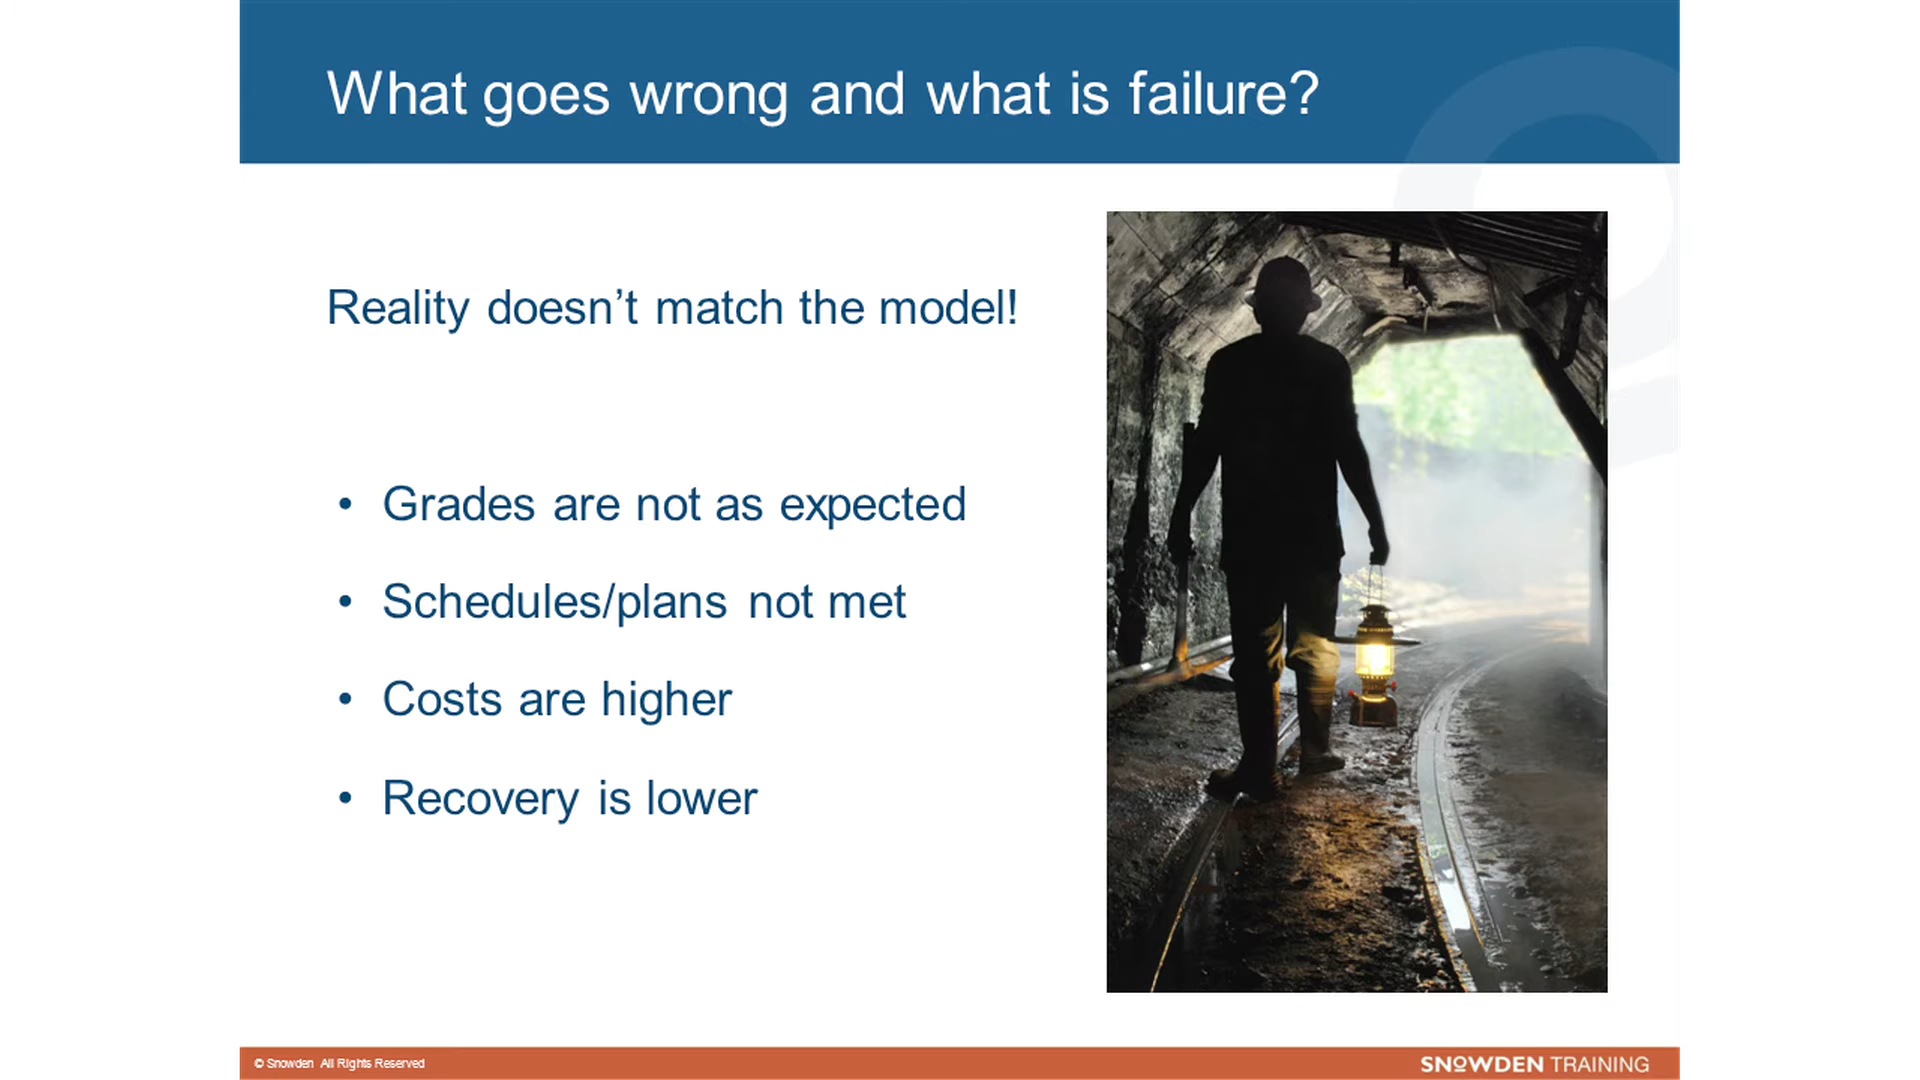 What goes wrong and what is failure?
Reality doesn’t match the model!
• Grades are not as expected
• Schedules/plans not met
• Costs are higher
• Recovery is lower
© Snowden All Rights Reserved
SNOWDEN TRAINING